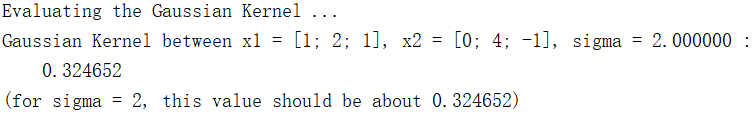 Evaluating the Gaussian Kernel ...
Gaussian Kernel between x1 = [1; 2; 1], x2 = [0; 4; -1], sigma = 2.000000 :
0.324652
(for sigma = 2, this value should be about 0.324652)